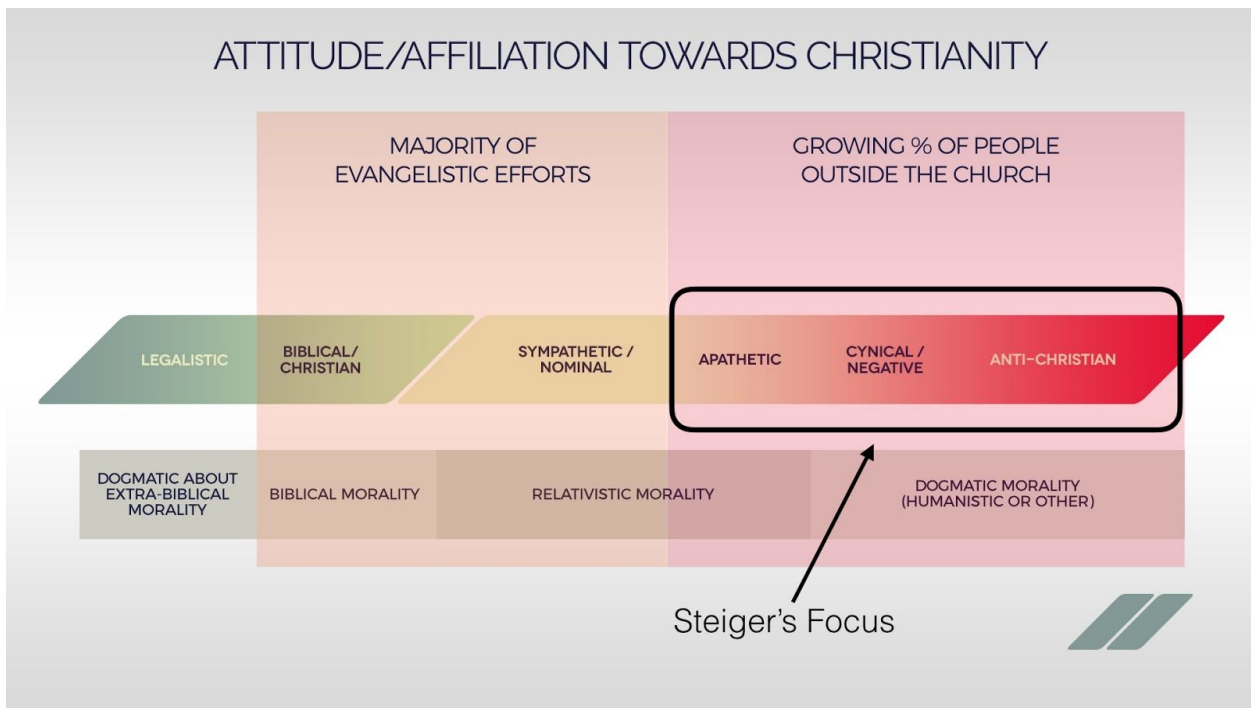 ATTITUDE/AFFILIATION TOWARDS CHRISTIANITY
MAJORITY OF
EVANGELISTIC EFFORTS
GROWING % OF PEOPLE
OUTSIDE THE CHURCH
LEGALISTIC
BIBLICAL/
CHRISTIAN
SYMPATHETIC /
NOMINAL
APATHETIC
CYNICAL /
NEGATIVE
ANTI-CHRISTIAN
DOGMATIC ABOUT
EXTRA-BIBLICAL
MORALITY
BIBLICAL MORALITY
RELATIVISTIC MORALITY
DOGMATIC MORALITY
(HUMANISTIC OR OTHER)
Steiger's Focus